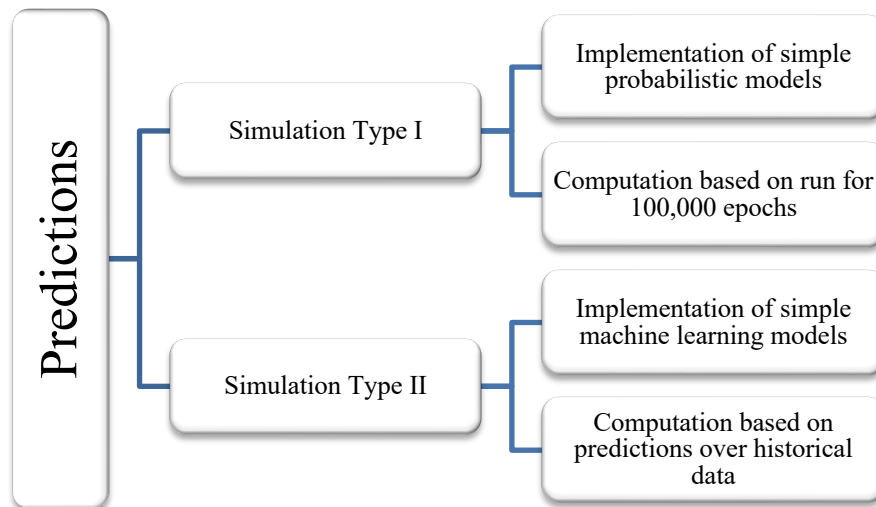 Predictions
Simulation Type I
Implementation of simple
probabilistic models
Computation based on run for
100,000 epochs
Simulation Type II
Implementation of simple
machine learning models
Computation based on
predictions over historical
data